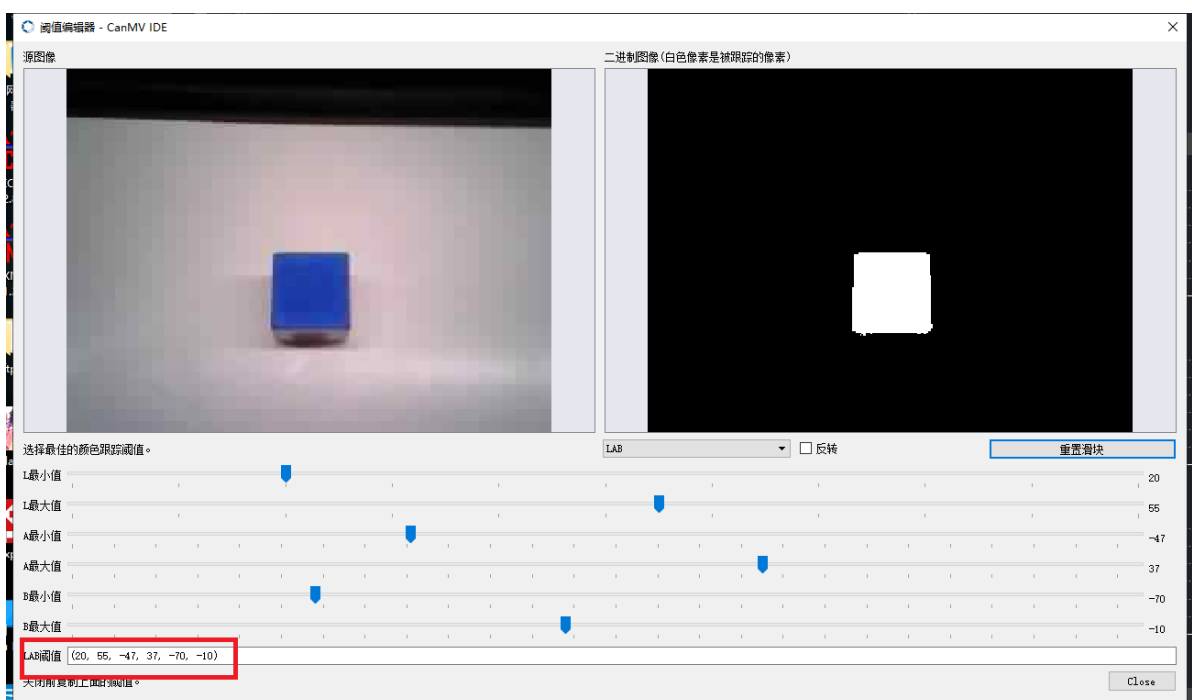 阈值编辑器 - CanMV IDE
源图像
二进制图像(白色像素是被跟踪的像素)
选择最佳的颜色跟踪阈值。
LAB
反转
重置滑块
L最小值 20
L最大值 55
A最小值 -47
A最大值 37
B最小值 -70
B最大值 -10
LAB阈值 (20, 55, -47, 37, -70, -10)
关闭前复制上面的阈值。
Close